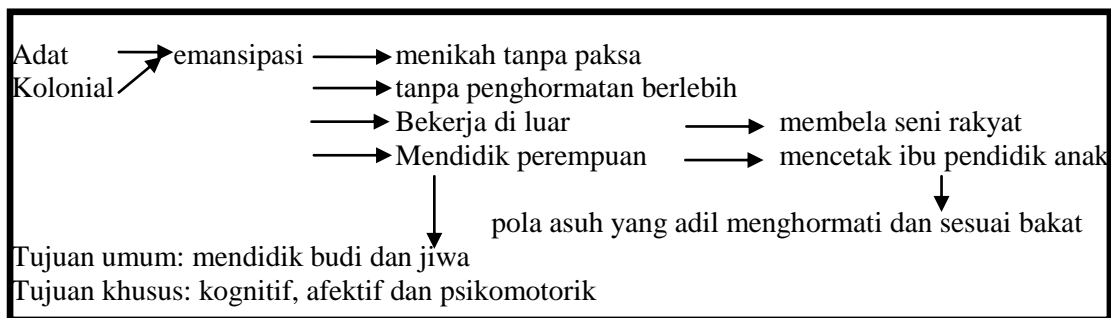 Adat emansipasi menikah tanpa paksa
Kolonial tanpa penghormatan berlebih
Bekerja di luar membela seni rakyat
Mendidik perempuan mencetak ibu pendidik anak
pola asuh yang adil menghormati dan sesuai bakat
Tujuan umum: mendidik budi dan jiwa
Tujuan khusus: kognitif, afektif dan psikomotorik